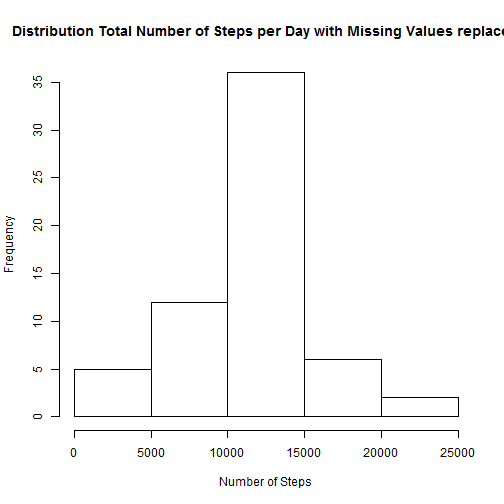 Distribution Total Number of Steps per Day with Missing Values replace
35
30
25
20
15
10
5
0
Frequency
0 5000 10000 15000 20000 25000
Number of Steps